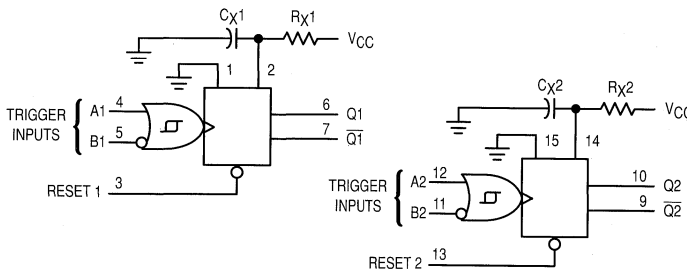 CX1
RX1
VCC
1
2
TRIGGER
INPUTS
A1
4
B1
5
6
Q1
7
Q1
RESET 1
3
CX2
RX2
VCC
15
14
TRIGGER
INPUTS
A2
12
B2
11
10
Q2
9
Q2
RESET 2
13